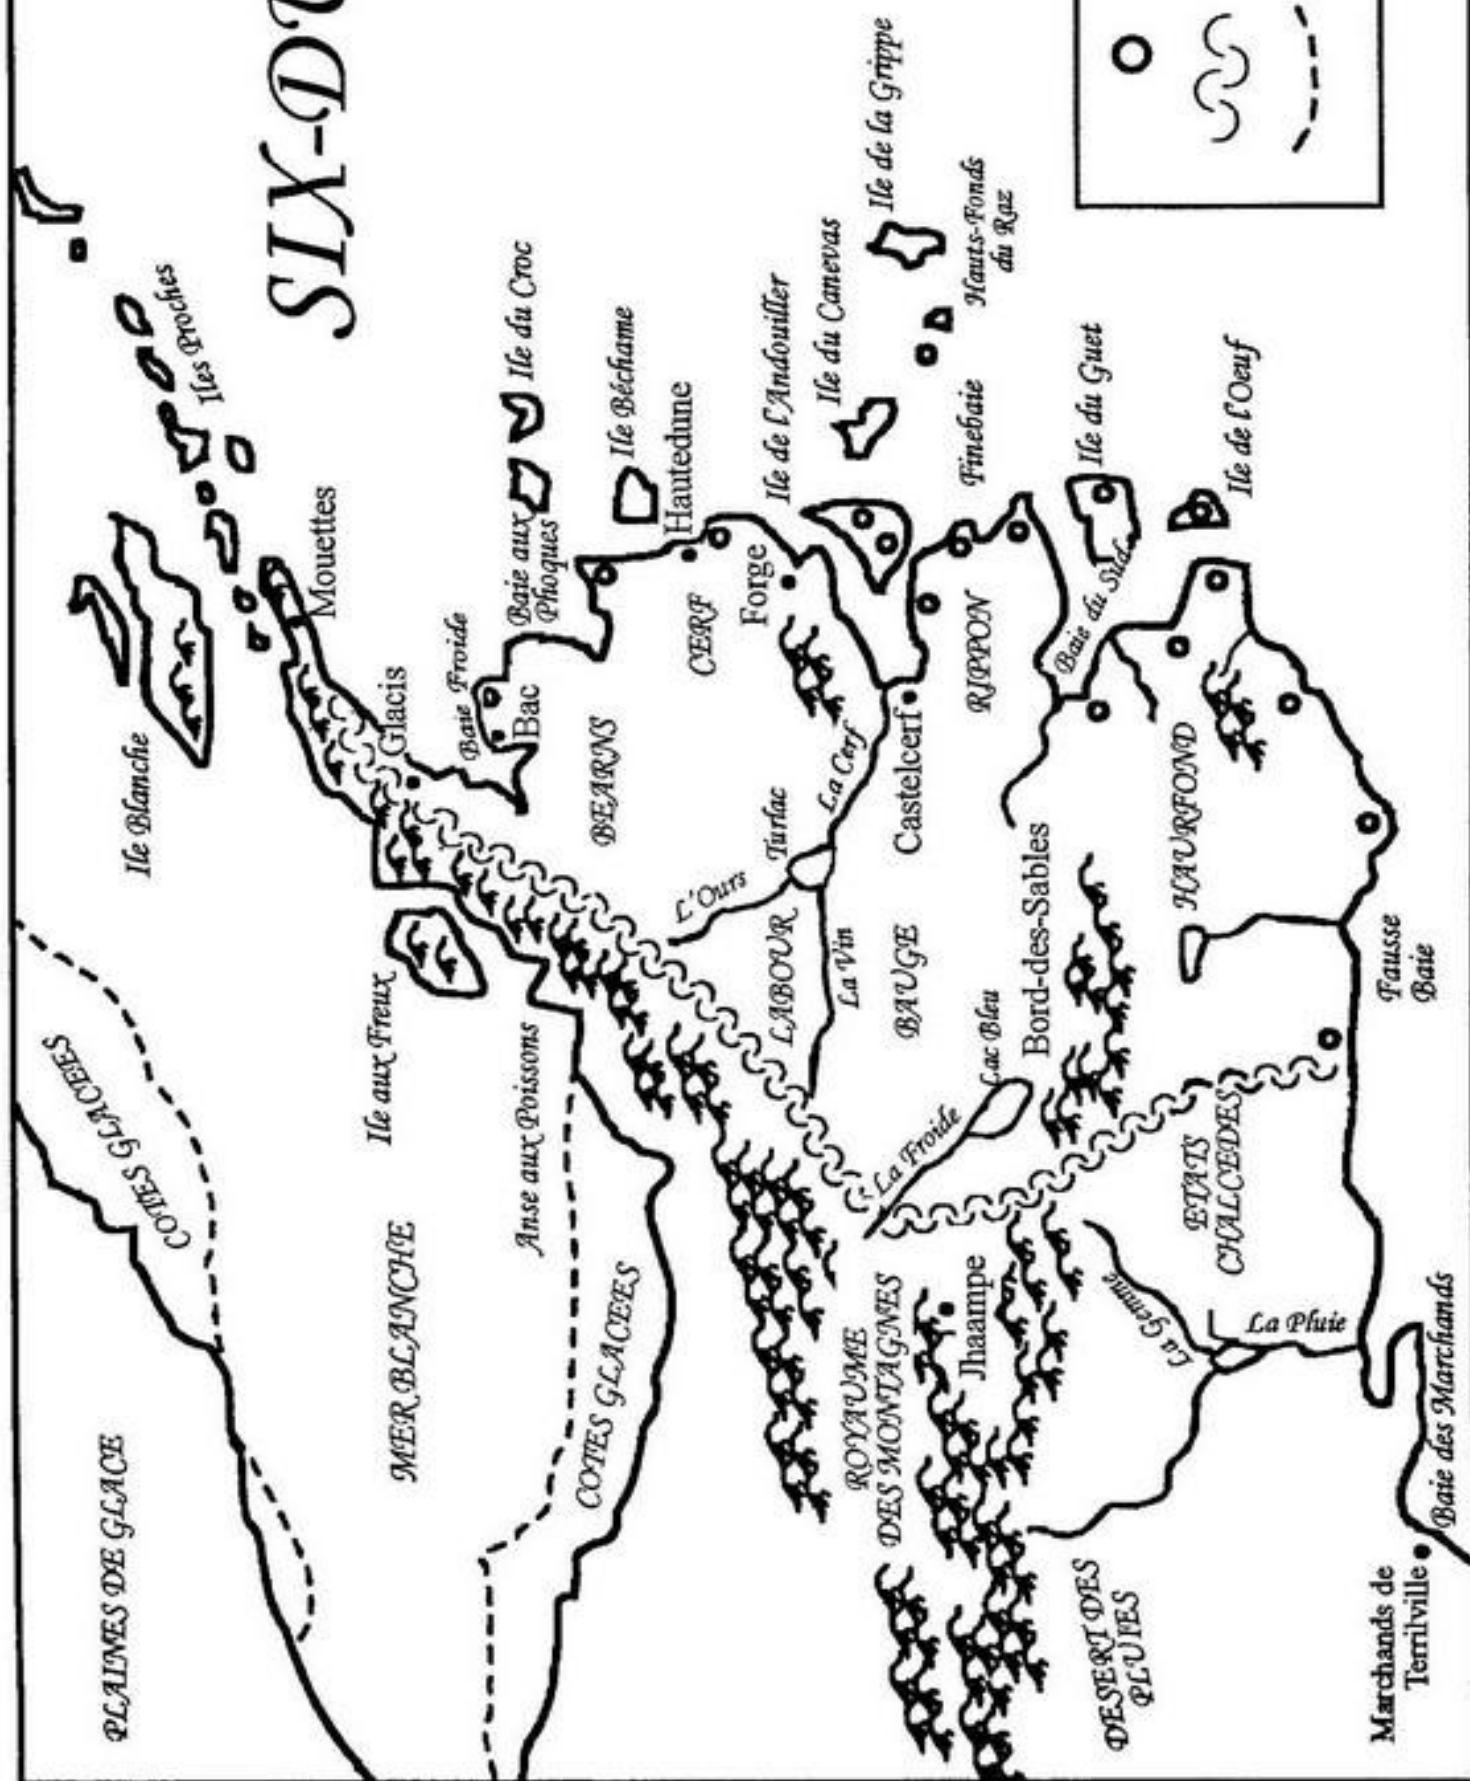 SIX-DU
PLAINES DE GLACE
COTES GLACEES
Ile Blanche
Iles Proches
Mouettes
MER BLANCHE
Ile aux Freux
Glacis
Baie Froide
Bac
Baie aux
Phoques
Ile du Croc
Anse aux Poissons
COTES GLACEES
BEARNS
Ile Béchame
Hautedune
CERF
Forge
L'Ours
Turlac
Ile de l'Andouiller
LABOUR
La Vin
La Cerf
Ile du Canevas
Ile de la Grippe
ROYAUME
DES MONTAGNES
BAUGE
Castelcerf
Finebaie
Hauts-Fonds
du Raz
La Froide
Lac Bleu
RIPPON
Jhaampe
Bord-des-Sables
Baie du Sud
Ile du Guet
DESERT DES
PLUIES
La Gemme
ETATS
CHALCEDES
HAURFOND
Ile de l'Oeuf
La Pluie
Fausse
Baie
Marchands de
Terrilville
Baie des Marchands